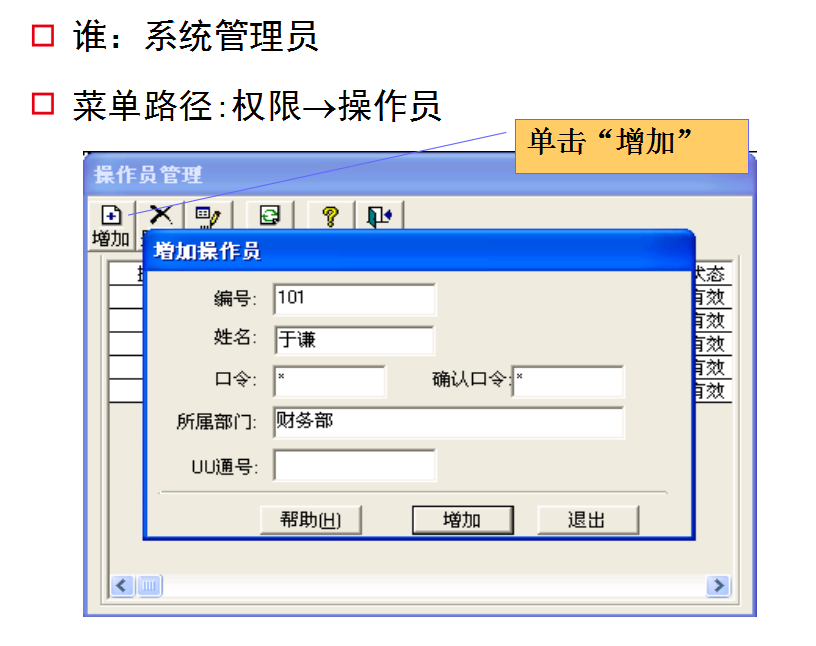 谁：系统管理员
菜单路径:权限→操作员
单击“增加”
操作员管理
增加
增加操作员
状态
有效
有效
有效
有效
有效
编号: 101
姓名: 于谦
口令: * 确认口令: *
所属部门: 财务部
UU通号:
帮助(H) 增加 退出